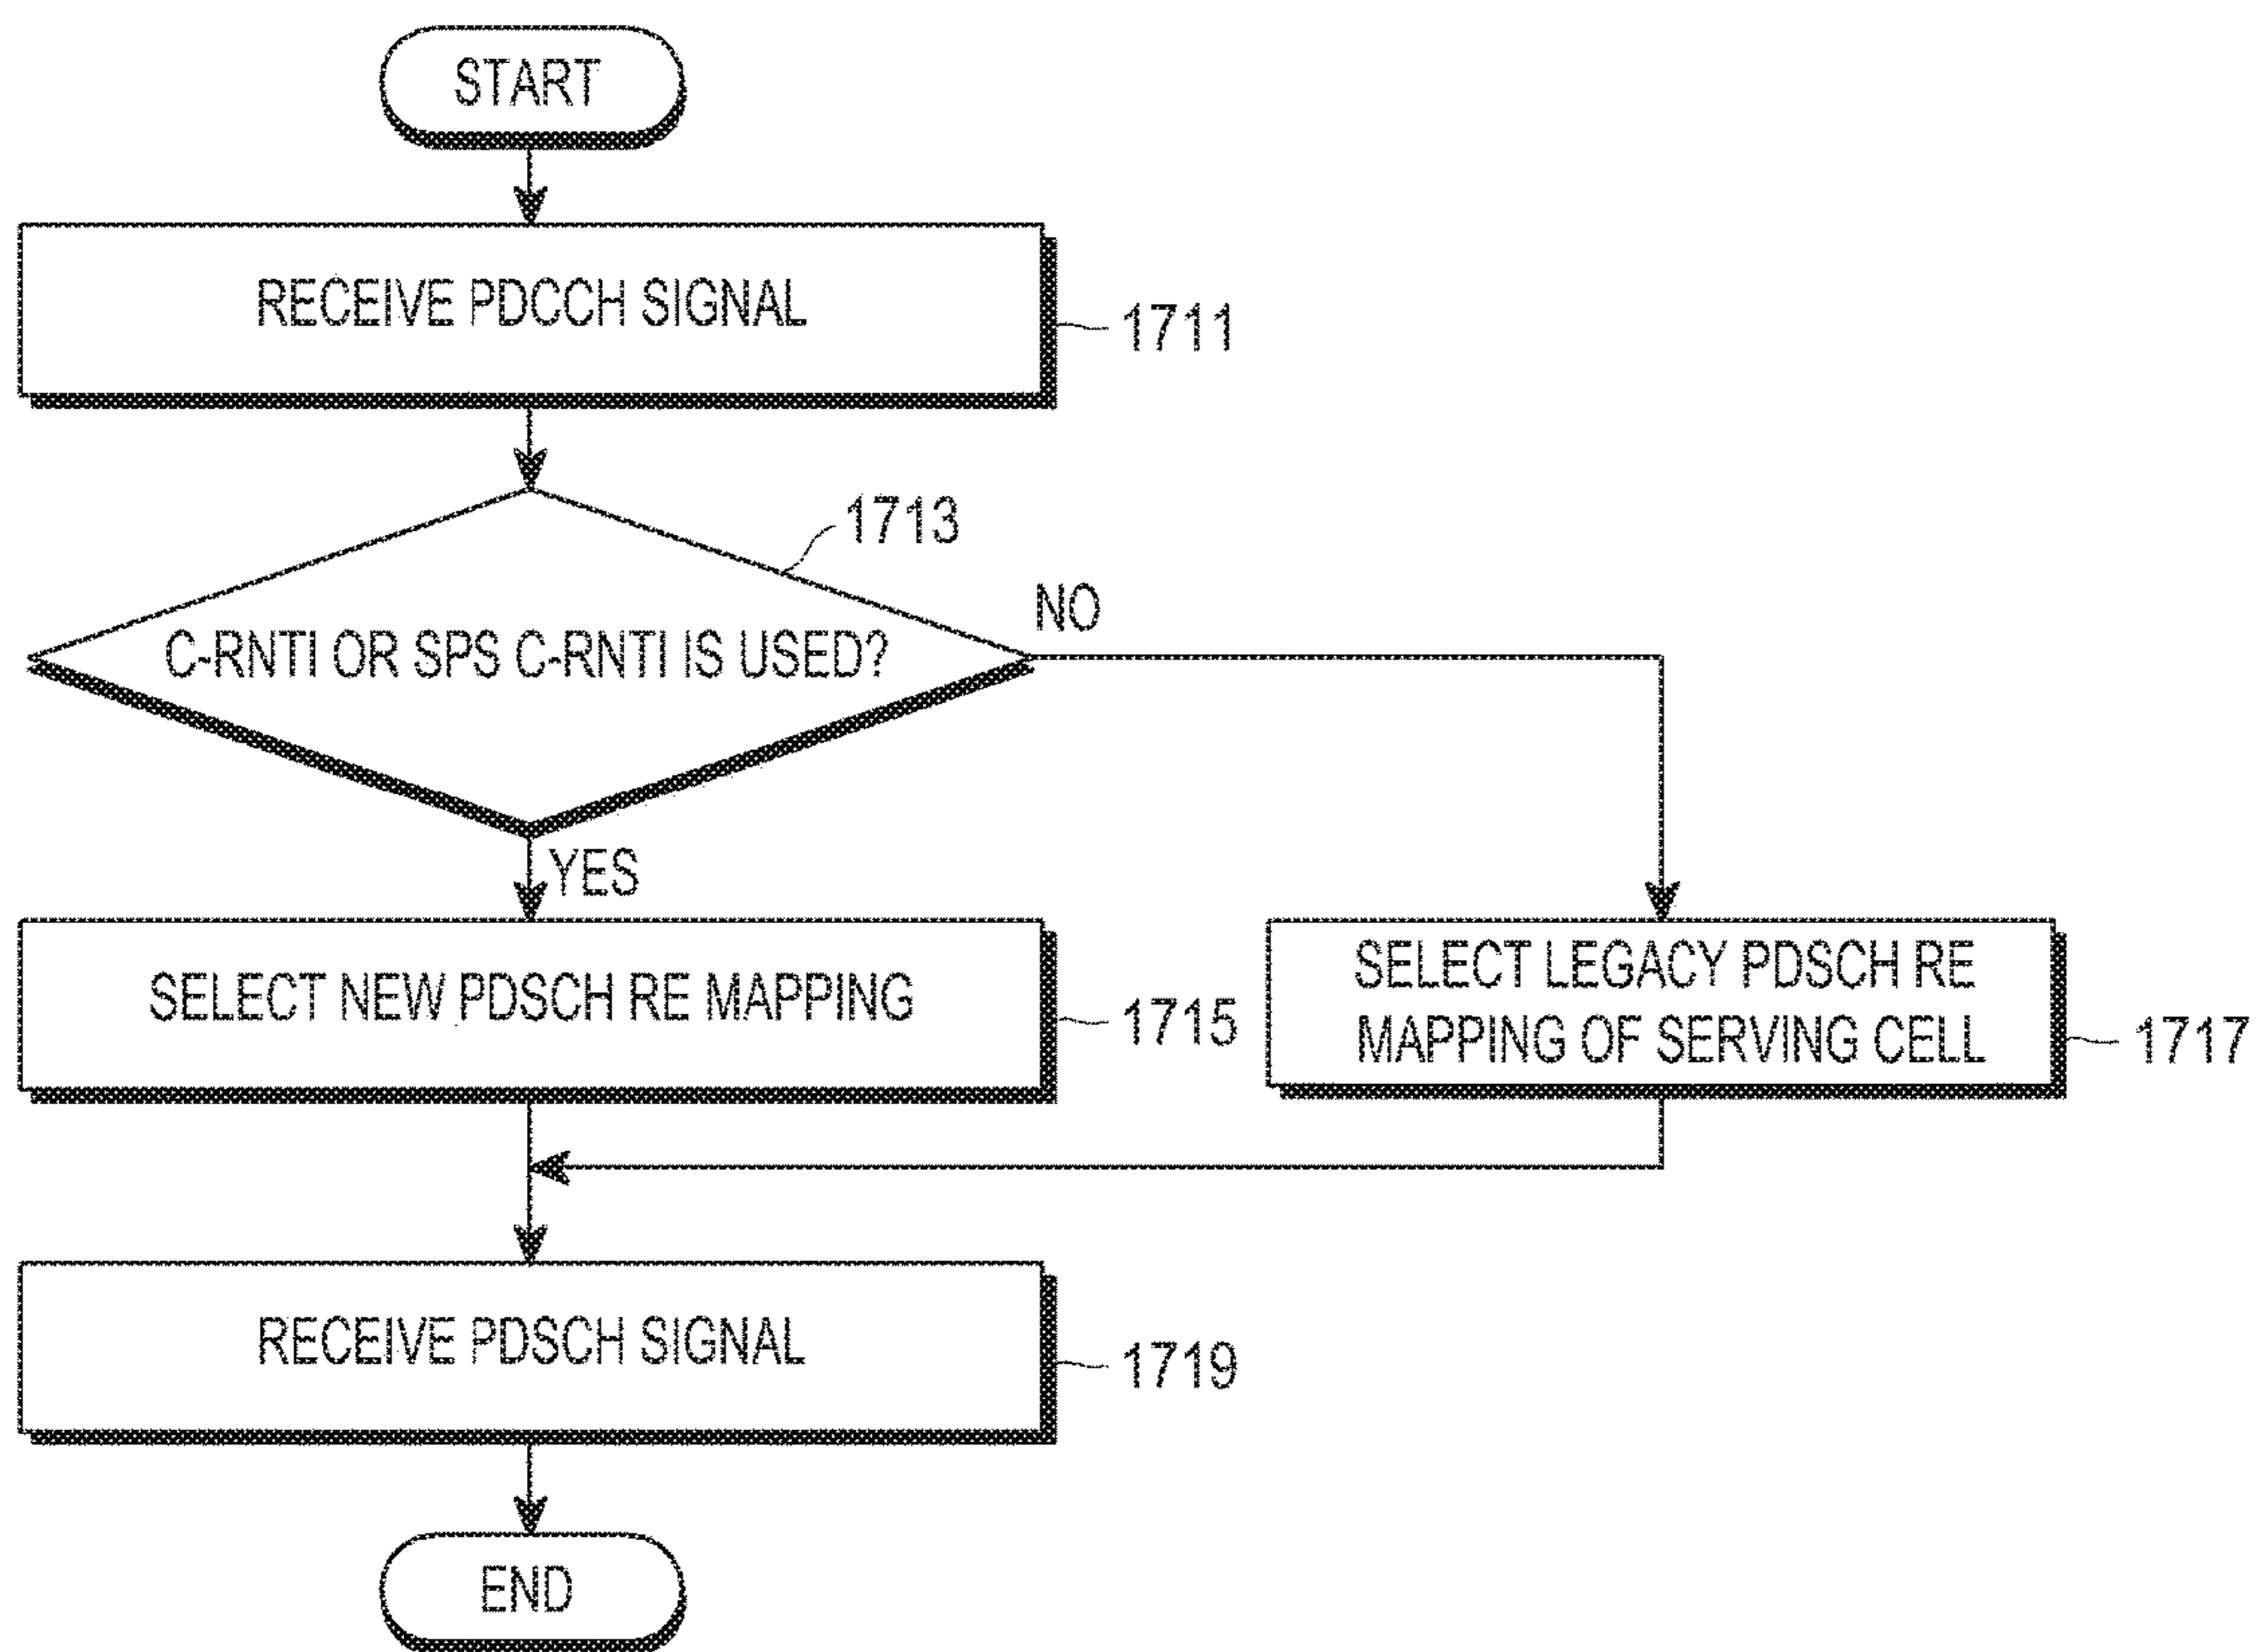 START
RECEIVE PDCCH SIGNAL
1711
1713
C-RNTI OR SPS C-RNTI IS USED?
NO
YES
SELECT NEW PDSCH RE MAPPING
1715
SELECT LEGACY PDSCH RE
MAPPING OF SERVING CELL
1717
RECEIVE PDSCH SIGNAL
1719
END